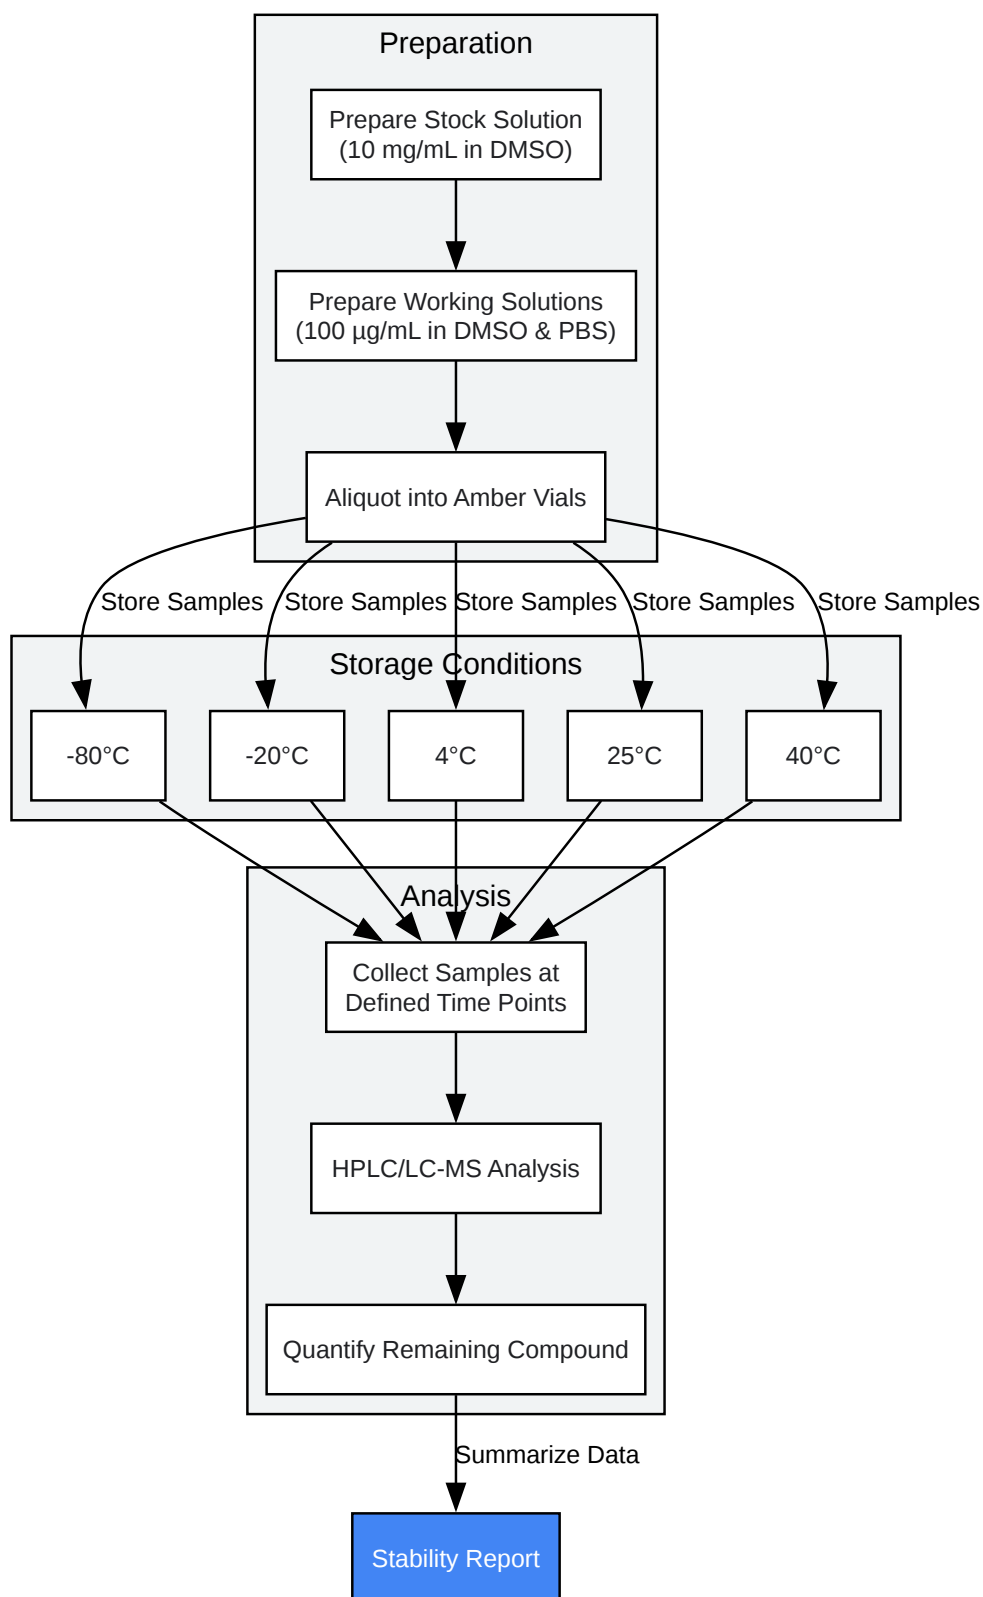 Preparation
Prepare Stock Solution
(10 mg/mL in DMSO)
Prepare Working Solutions
(100 µg/mL in DMSO & PBS)
Aliquot into Amber Vials
Store Samples
Store Samples
Store Samples
Store Samples
Store Samples
Storage Conditions
-80°C
-20°C
4°C
25°C
40°C
Analysis
Collect Samples at
Defined Time Points
HPLC/LC-MS Analysis
Quantify Remaining Compound
Summarize Data
Stability Report